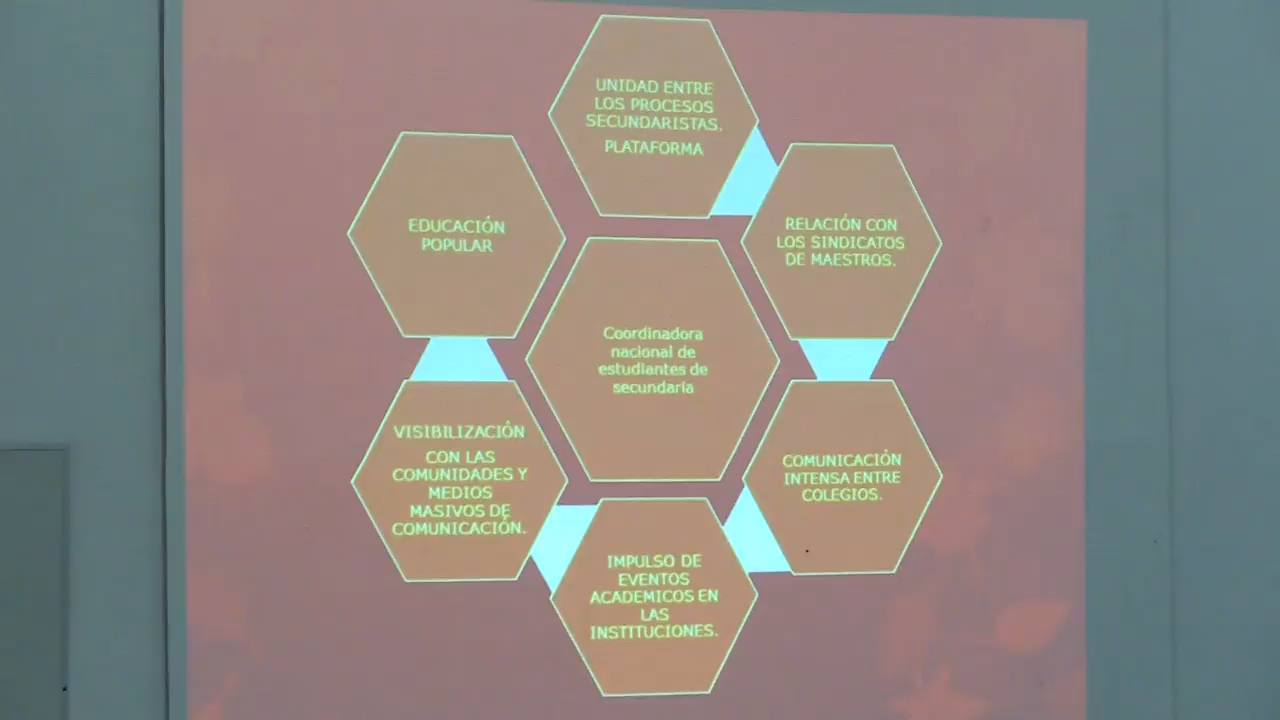 UNIDAD ENTRE
LOS PROCESOS
SECUNDARISTAS.
PLATAFORMA
RELACIÓN CON
LOS SINDICATOS
DE MAESTROS.
COMUNICACIÓN
INTENSA ENTRE
COLEGIOS.
IMPULSO DE
EVENTOS
ACADEMICOS EN
LAS
INSTITUCIONES.
VISIBILIZACIÓN
CON LAS
COMUNIDADES Y
MEDIOS
MASIVOS DE
COMUNICACIÓN.
EDUCACIÓN
POPULAR
Coordinadora
nacional de
estudiantes de
secundaria